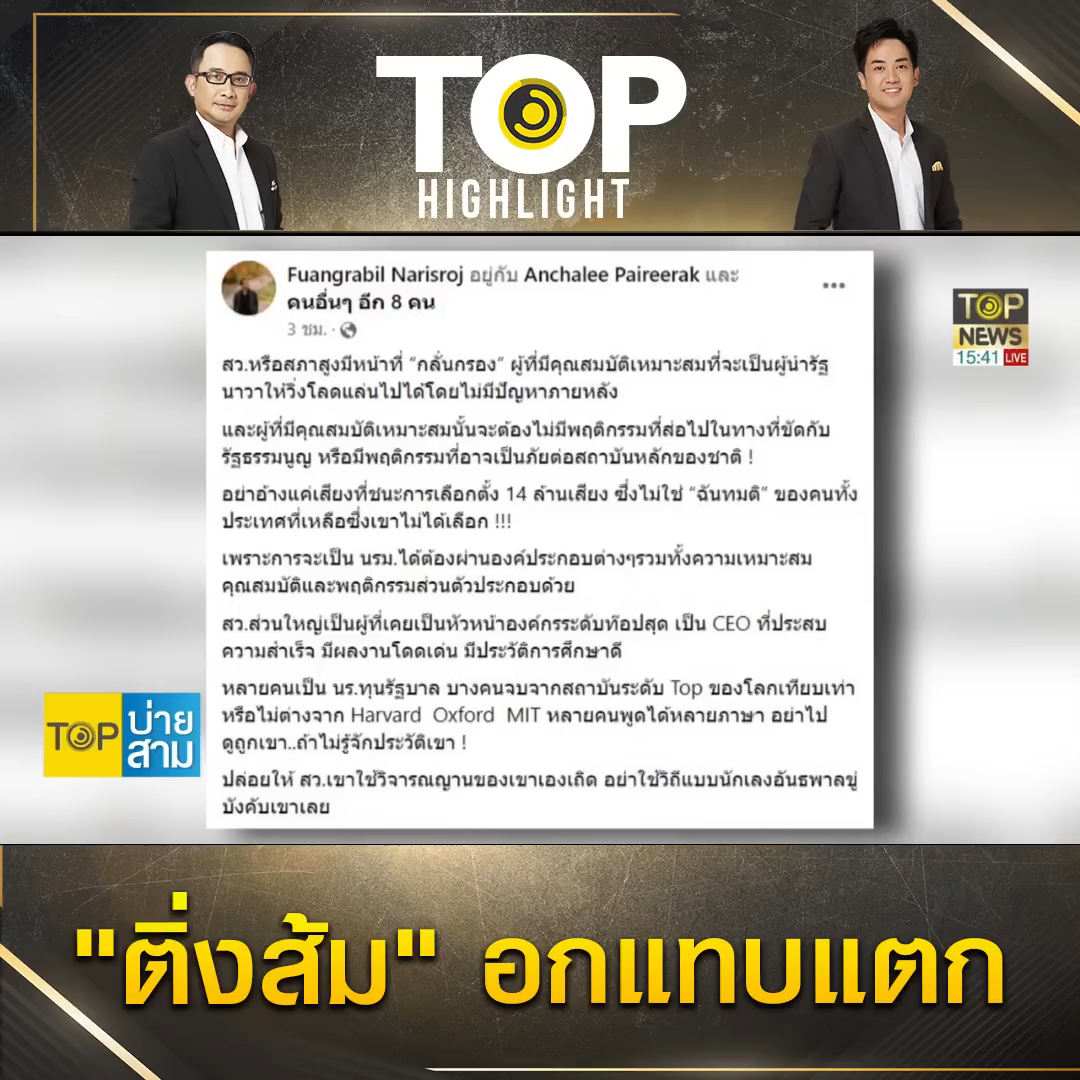 TOP
HIGHLIGHT
Fuangrabil Narisroj อยู่กับ Anchalee Paireerak และ
คนอื่นๆ อีก 8 คน
3 ชม. ·
TOP
NEWS
15:41 LIVE
สว.หรือสภาสูงมีหน้าที่ “กลั่นกรอง” ผู้ที่มีคุณสมบัติเหมาะสมที่จะเป็นผู้นำรัฐ
นาวาให้วิ่งโลดแล่นไปได้โดยไม่มีปัญหาภายหลัง
และผู้ที่มีคุณสมบัติเหมาะสมนั้นจะต้องไม่มีพฤติกรรมที่ส่อไปในทางที่ขัดกับ
รัฐธรรมนูญ หรือมีพฤติกรรมที่อาจเป็นภัยต่อสถาบันหลักของชาติ !
อย่าอ้างแค่เสียงที่ชนะการเลือกตั้ง 14 ล้านเสียง ซึ่งไม่ใช่ “ฉันทมติ” ของคนทั้ง
ประเทศที่เหลือซึ่งเขาไม่ได้เลือก !!!
เพราะการจะเป็น นรม.ได้ต้องผ่านองค์ประกอบต่างๆรวมทั้งความเหมาะสม
คุณสมบัติและพฤติกรรมส่วนตัวประกอบด้วย
สว.ส่วนใหญ่เป็นผู้ที่เคยเป็นหัวหน้าองค์กรระดับท๊อปสุด เป็น CEO ที่ประสบ
ความสำเร็จ มีผลงานโดดเด่น มีประวัติการศึกษาดี
หลายคนเป็น นร.ทุนรัฐบาล บางคนจบจากสถาบันระดับ Top ของโลกเทียบเท่า
หรือไม่ต่างจาก Harvard Oxford MIT หลายคนพูดได้หลายภาษา อย่าไป
ดูถูกเขา..ถ้าไม่รู้จักประวัติเขา !
ปล่อยให้ สว.เขาใช้วิจารณญานของเขาเองเถิด อย่าใช้วิถีแบบนักเลงอันธพาลขู่
บังคับเขาเลย
TOP บ่าย
สาม
"ติ่งส้ม" อกแทบแตก